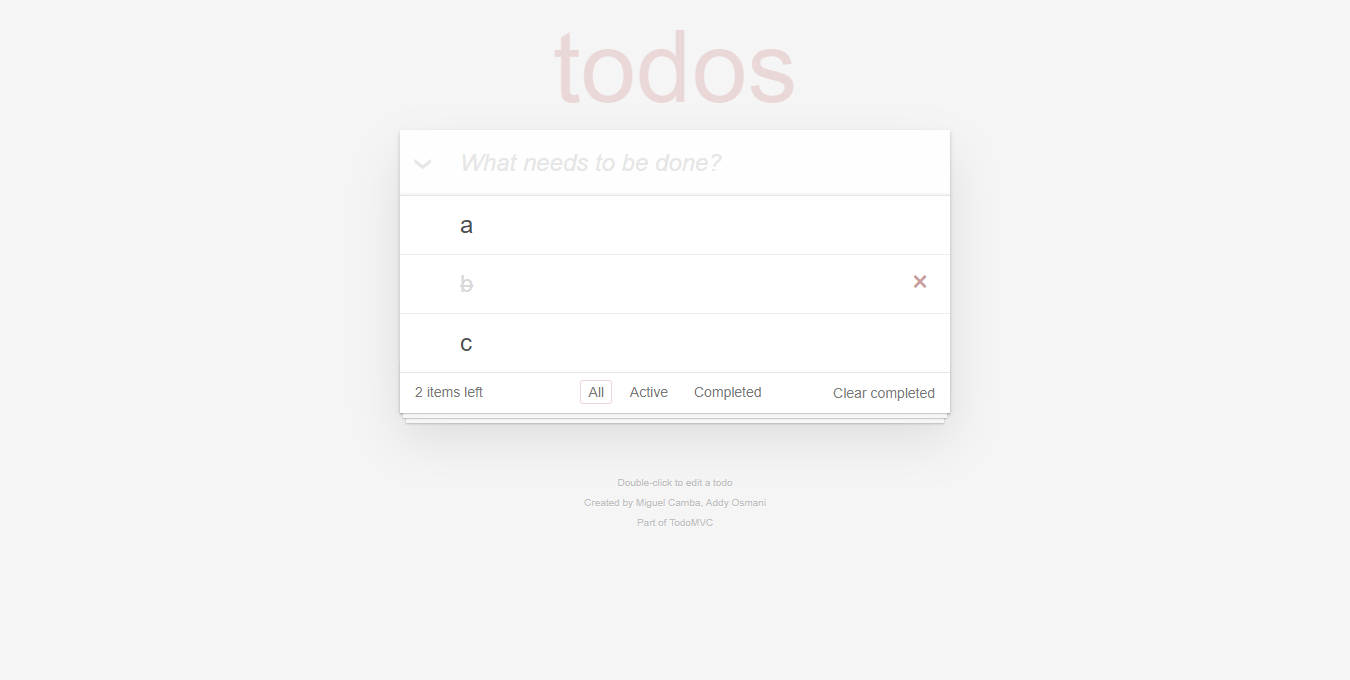 todos
What needs to be done?
a
b
c
2 items left All Active Completed Clear completed
Double-click to edit a todo
Created by Miguel Camba, Addy Osmani
Part of TodoMVC